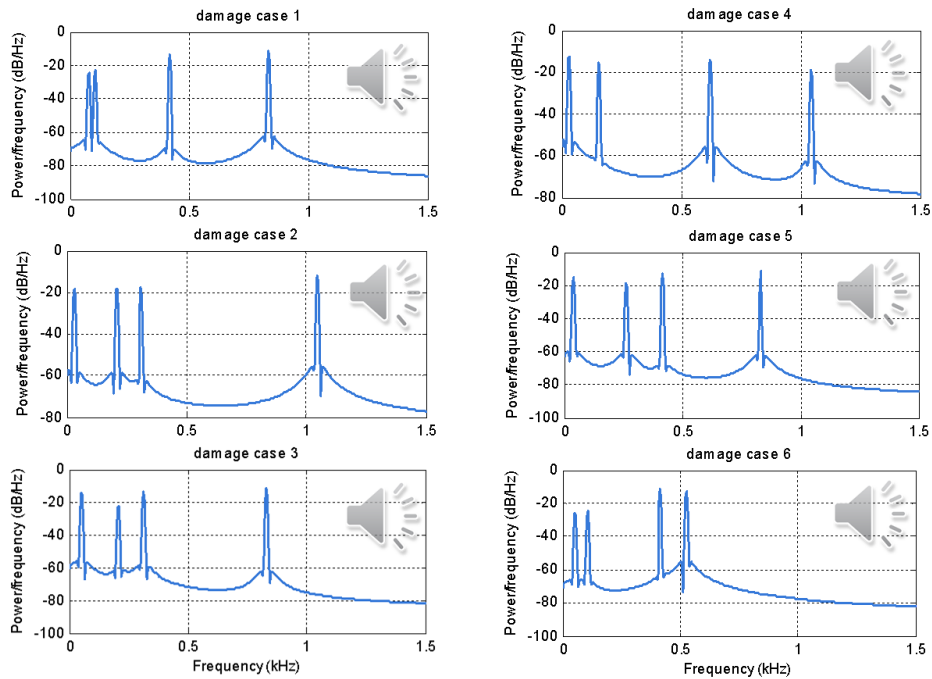 damage case 1
Power/frequency (dB/Hz)
0
-20
-40
-60
-80
-100
0 0.5 1 1.5
damage case 4
Power/frequency (dB/Hz)
0
-20
-40
-60
-80
0 0.5 1 1.5
damage case 2
Power/frequency (dB/Hz)
0
-20
-40
-60
-80
0 0.5 1 1.5
damage case 5
Power/frequency (dB/Hz)
0
-20
-40
-60
-80
-100
0 0.5 1 1.5
damage case 3
Power/frequency (dB/Hz)
0
-20
-40
-60
-80
-100
0 0.5 1 1.5
Frequency (kHz)
damage case 6
Power/frequency (dB/Hz)
0
-20
-40
-60
-80
-100
0 0.5 1 1.5
Frequency (kHz)